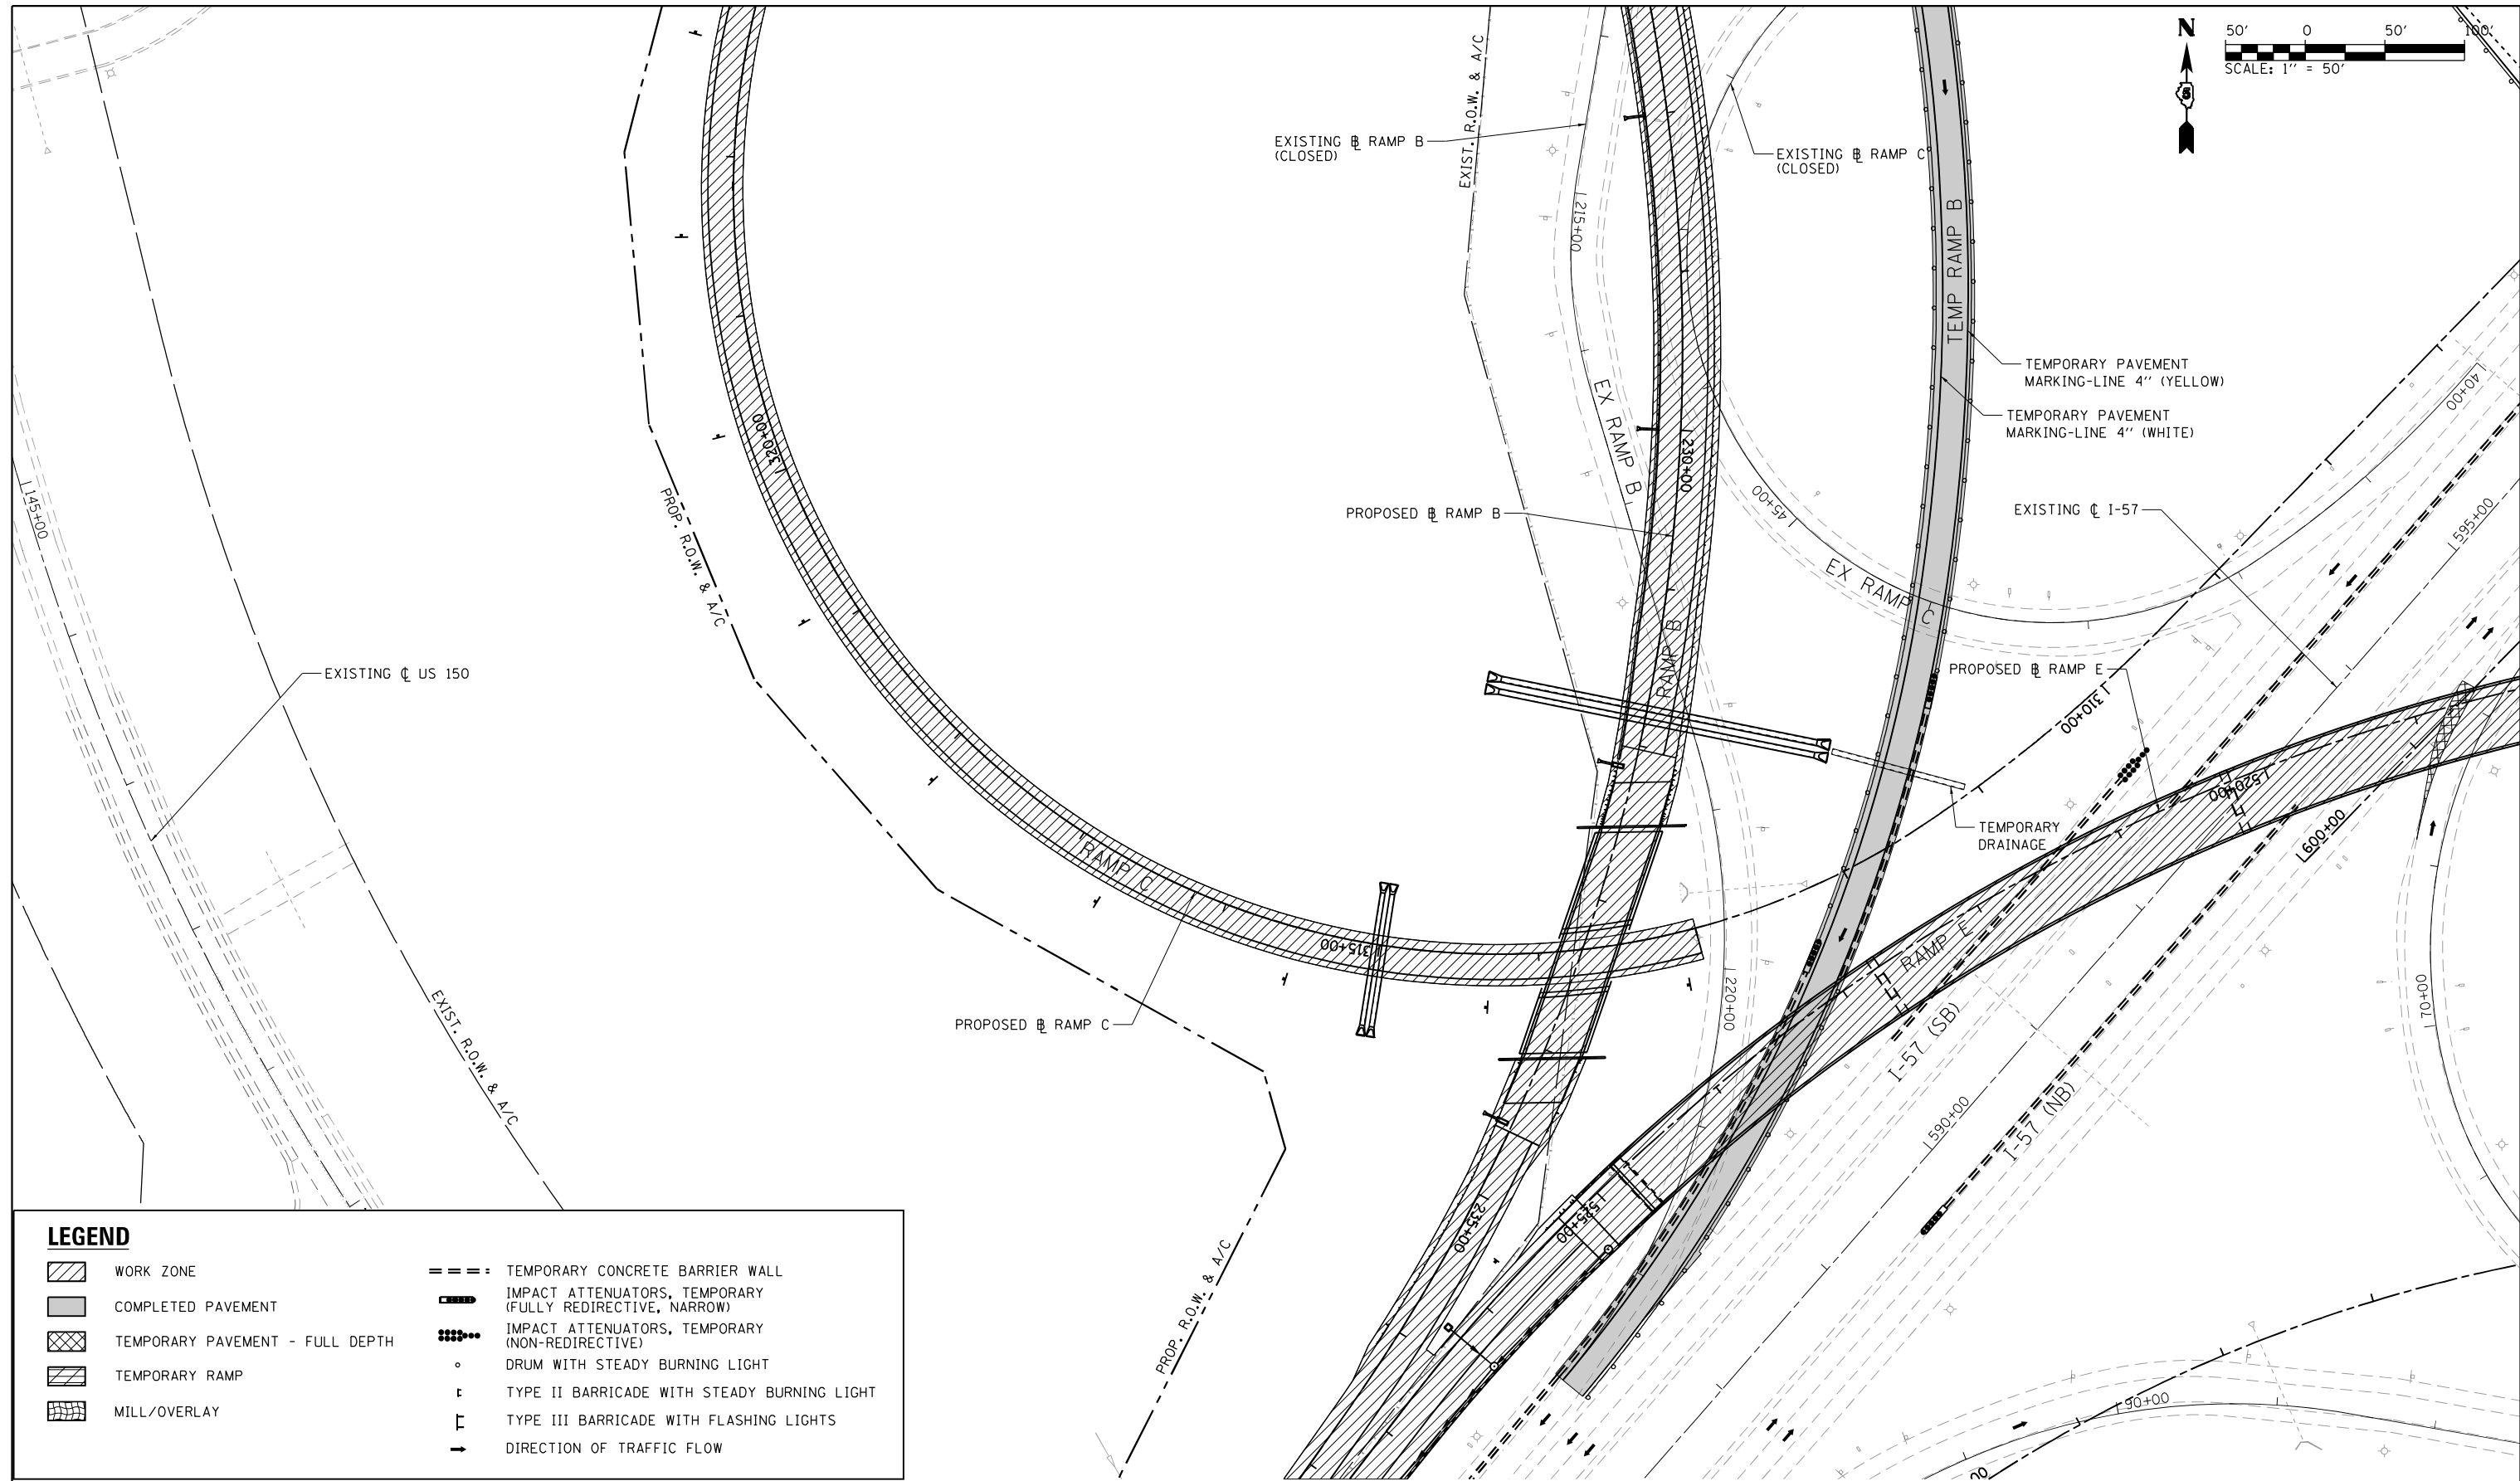 N
50' 0 50' 100'
SCALE: 1" = 50'
EXIST. R.O.W. & A/C
EXISTING ℄ RAMP B
(CLOSED)
EXISTING ℄ RAMP C
(CLOSED)
215+00
TEMP RAMP B
TEMPORARY PAVEMENT
MARKING-LINE 4" (YELLOW)
TEMPORARY PAVEMENT
MARKING-LINE 4" (WHITE)
40+00
EX RAMP B
230+00
320+00
145+00
PROP. R.O.W. & A/C
PROPOSED ℄ RAMP B
45+00
EXISTING ℄ I-57
595+00
EX RAMP C
RAMP B
EXISTING ℄ US 150
PROPOSED ℄ RAMP E
310+00
520+00
600+00
TEMPORARY
DRAINAGE
RAMP C
315+00
RAMP E
220+00
70+00
PROPOSED ℄ RAMP C
EXIST. R.O.W. & A/C
I-57 (SB)
I-57 (NB)
590+00
235+00
525+00
PROP. R.O.W. & A/C
90+00
00
LEGEND
WORK ZONE
COMPLETED PAVEMENT
TEMPORARY PAVEMENT - FULL DEPTH
TEMPORARY RAMP
MILL/OVERLAY
TEMPORARY CONCRETE BARRIER WALL
IMPACT ATTENUATORS, TEMPORARY
(FULLY REDIRECTIVE, NARROW)
IMPACT ATTENUATORS, TEMPORARY
(NON-REDIRECTIVE)
DRUM WITH STEADY BURNING LIGHT
TYPE II BARRICADE WITH STEADY BURNING LIGHT
TYPE III BARRICADE WITH FLASHING LIGHTS
DIRECTION OF TRAFFIC FLOW